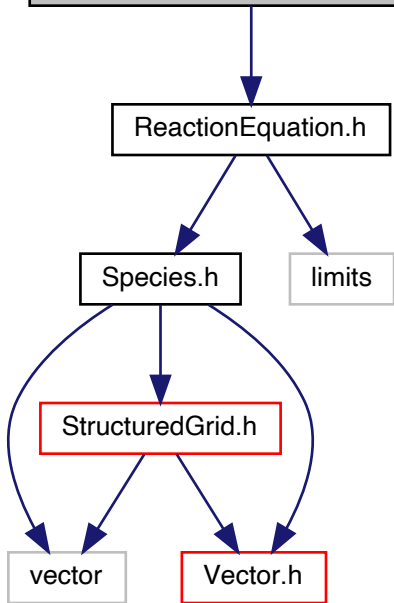 ReactionEquation.h
Species.h
limits
StructuredGrid.h
vector
Vector.h